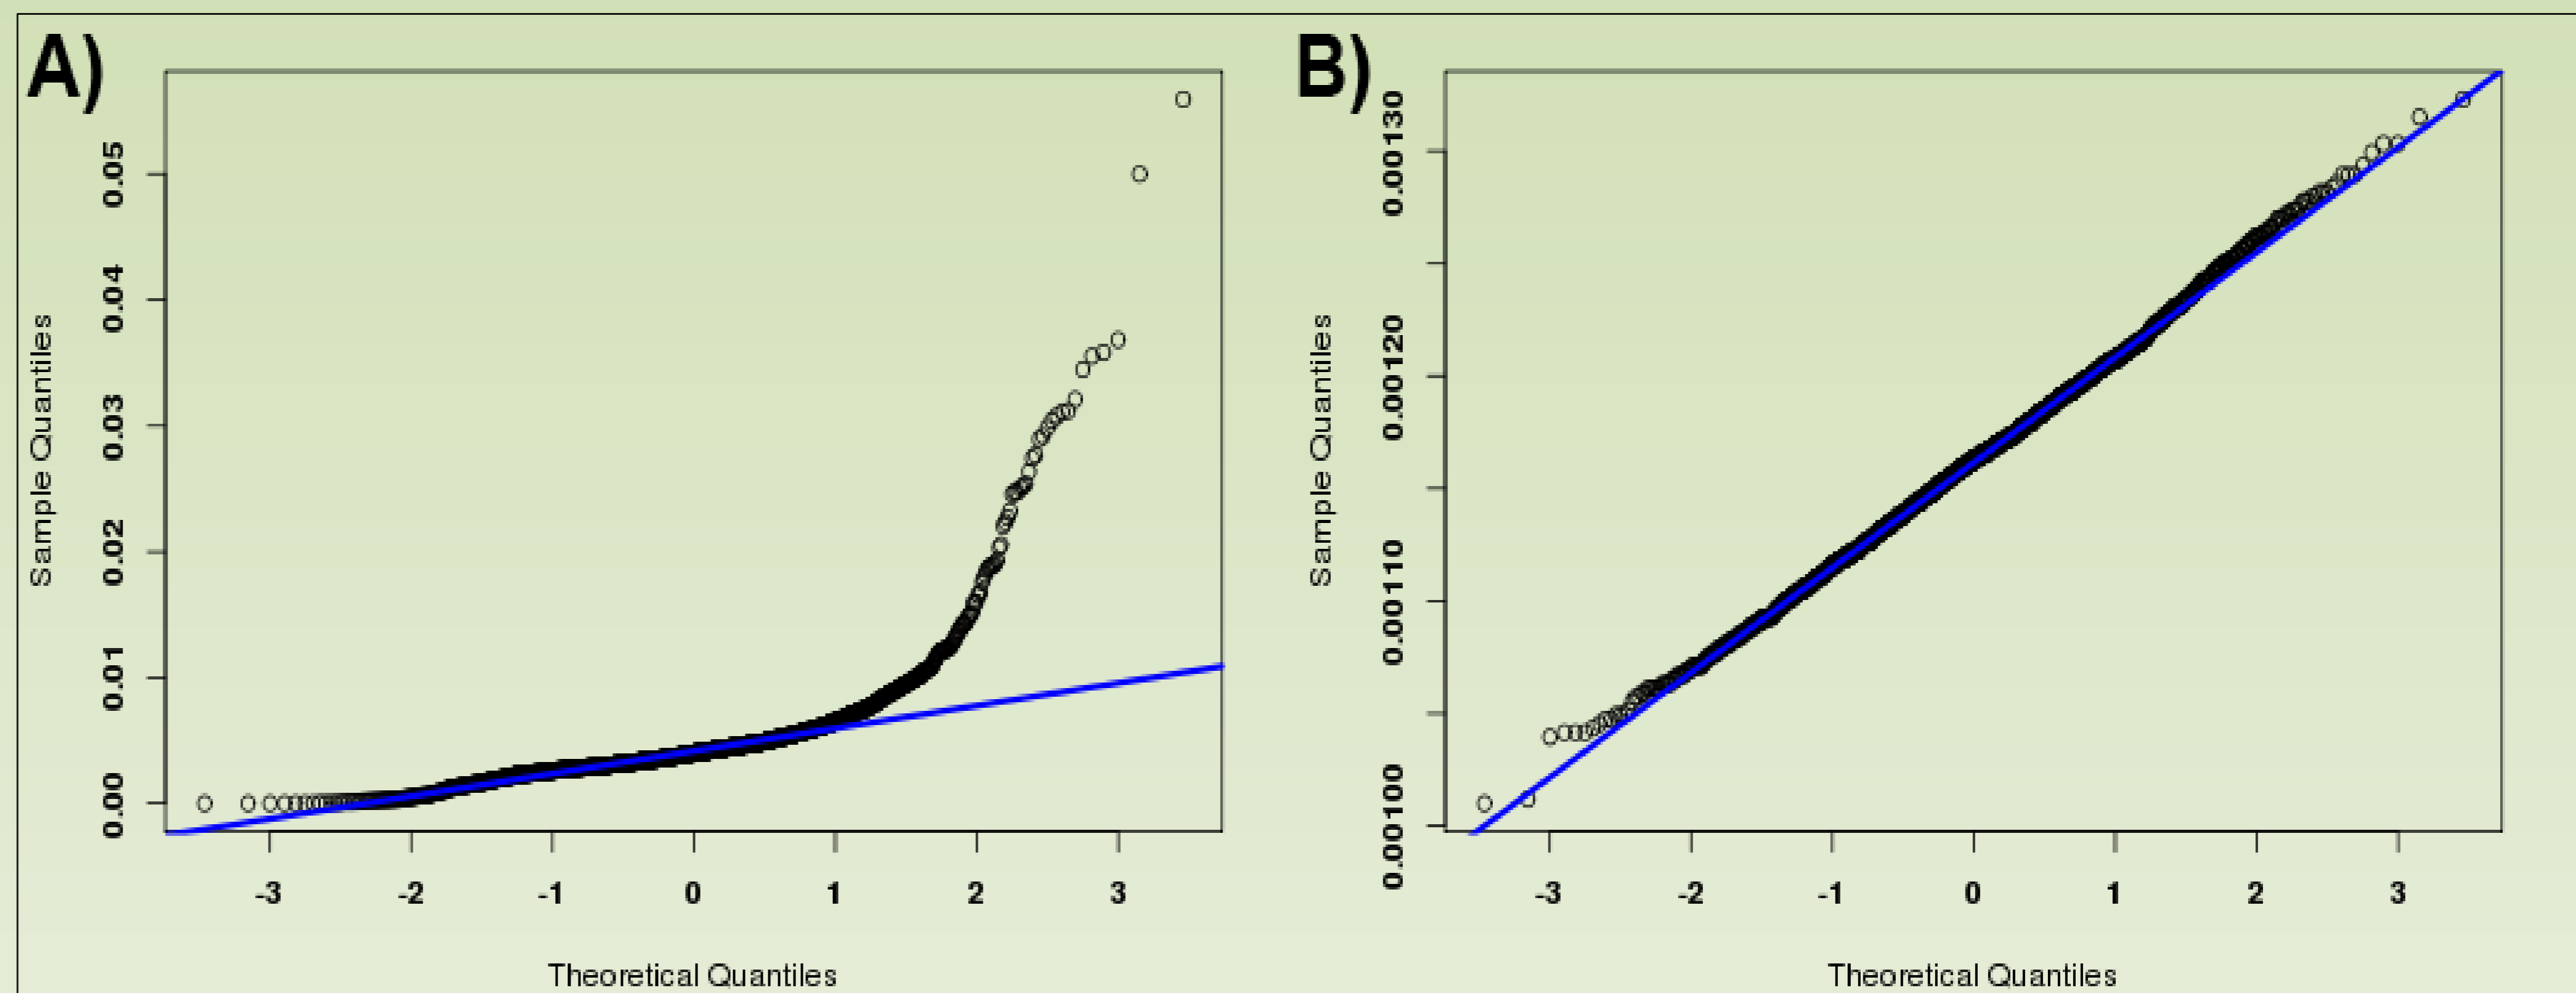 A)
Sample Quantiles
0.05
0.04
0.03
0.02
0.01
0.00
-3 -2 -1 0 1 2 3
Theoretical Quantiles
B)
Sample Quantiles
0.00130
0.00120
0.00110
0.00100
-3 -2 -1 0 1 2 3
Theoretical Quantiles